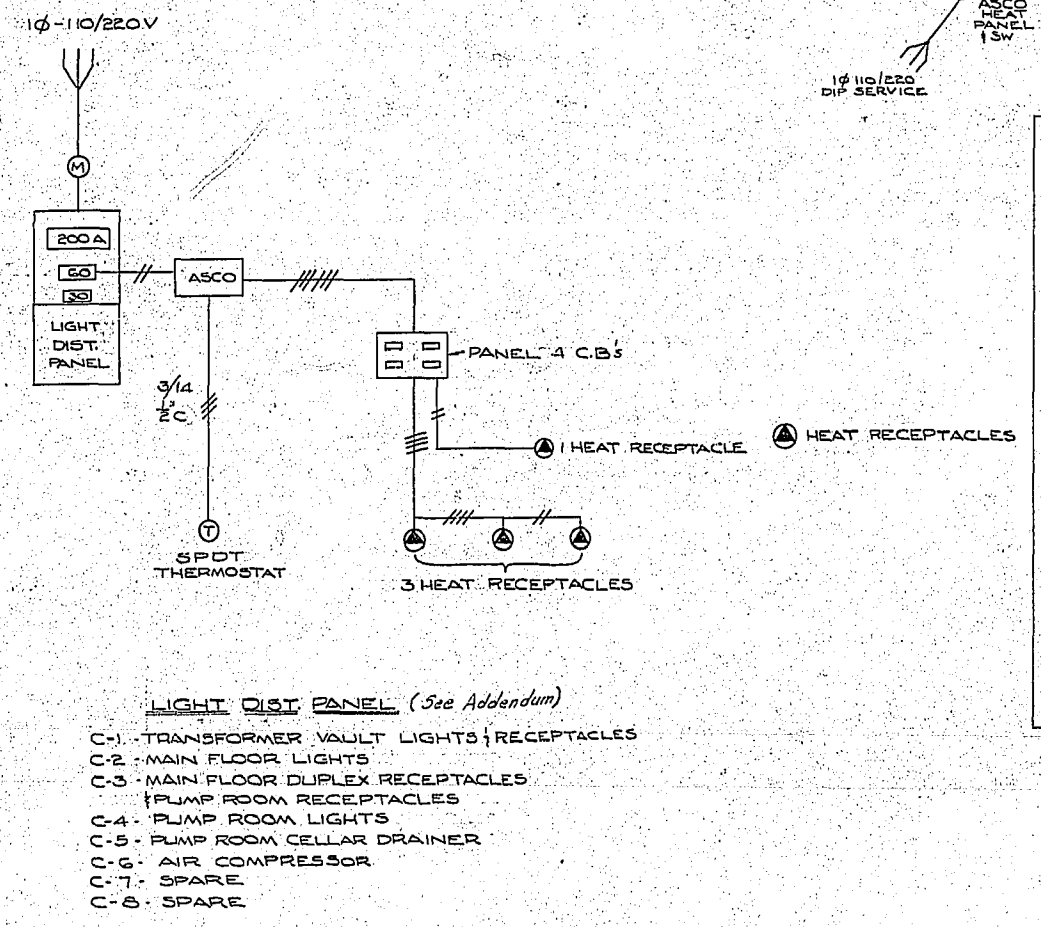 1Ø-110/220V
ASCO
HEAT
PANEL
& SW
1Ø 110/220
DIP SERVICE
M
200A
60
30
LIGHT
DIST.
PANEL
ASCO
PANEL 4 C.B's
3/14
1/2" C
1 HEAT RECEPTACLE
HEAT RECEPTACLES
T
SPDT
THERMOSTAT
3 HEAT RECEPTACLES
LIGHT DIST. PANEL (See Addendum)
C-1 - TRANSFORMER VAULT LIGHTS & RECEPTACLES
C-2 - MAIN FLOOR LIGHTS
C-3 - MAIN FLOOR DUPLEX RECEPTACLES
& PUMP ROOM RECEPTACLES
C-4 - PUMP ROOM LIGHTS
C-5 - PUMP ROOM CELLAR DRAINER
C-6 - AIR COMPRESSOR
C-7 - SPARE
C-8 - SPARE